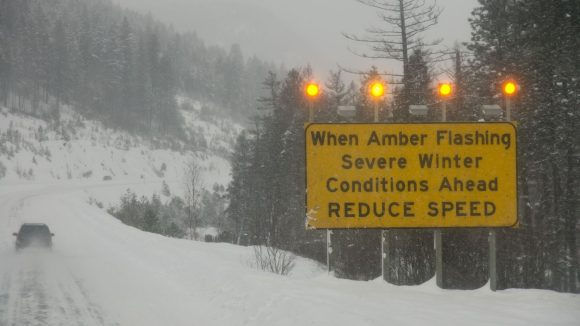 When Amber Flashing
Severe Winter
Conditions Ahead
REDUCE SPEED